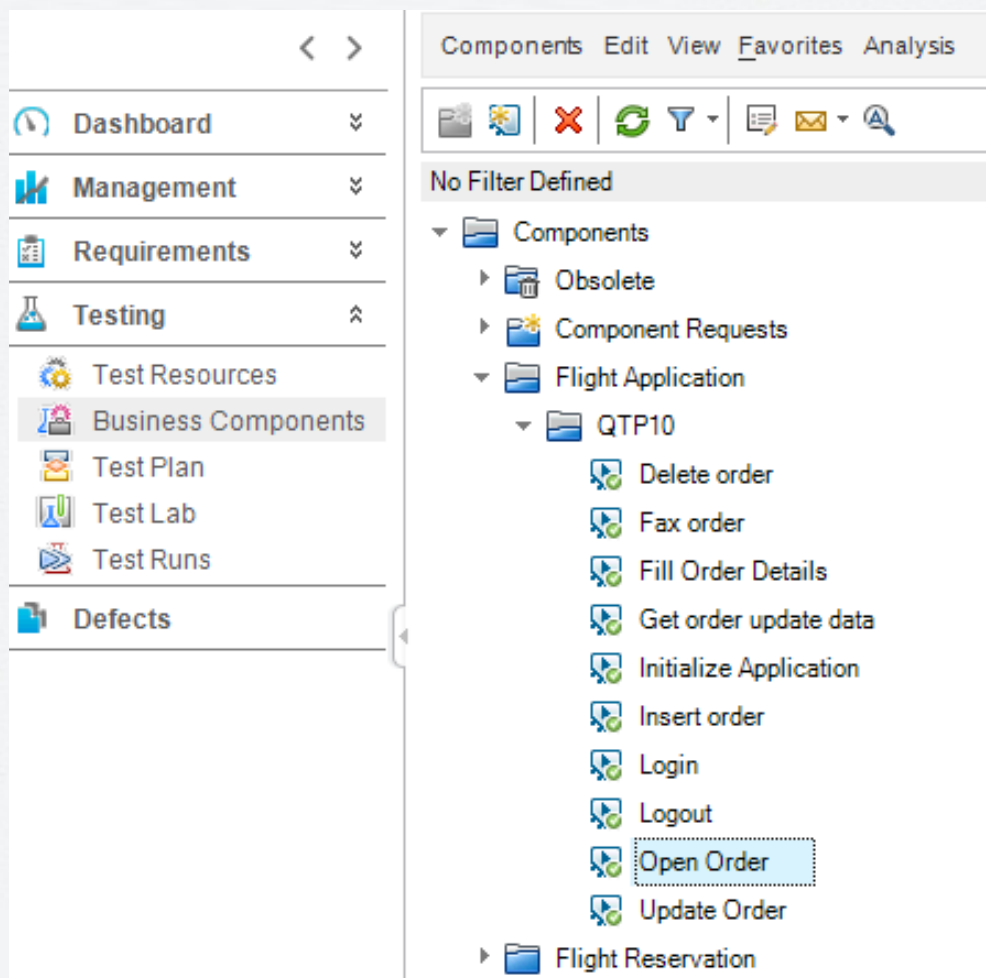 Dashboard
Management
Requirements
Testing
Test Resources
Business Components
Test Plan
Test Lab
Test Runs
Defects
Components Edit View Favorites Analysis
No Filter Defined
Components
Obsolete
Component Requests
Flight Application
QTP10
Delete order
Fax order
Fill Order Details
Get order update data
Initialize Application
Insert order
Login
Logout
Open Order
Update Order
Flight Reservation